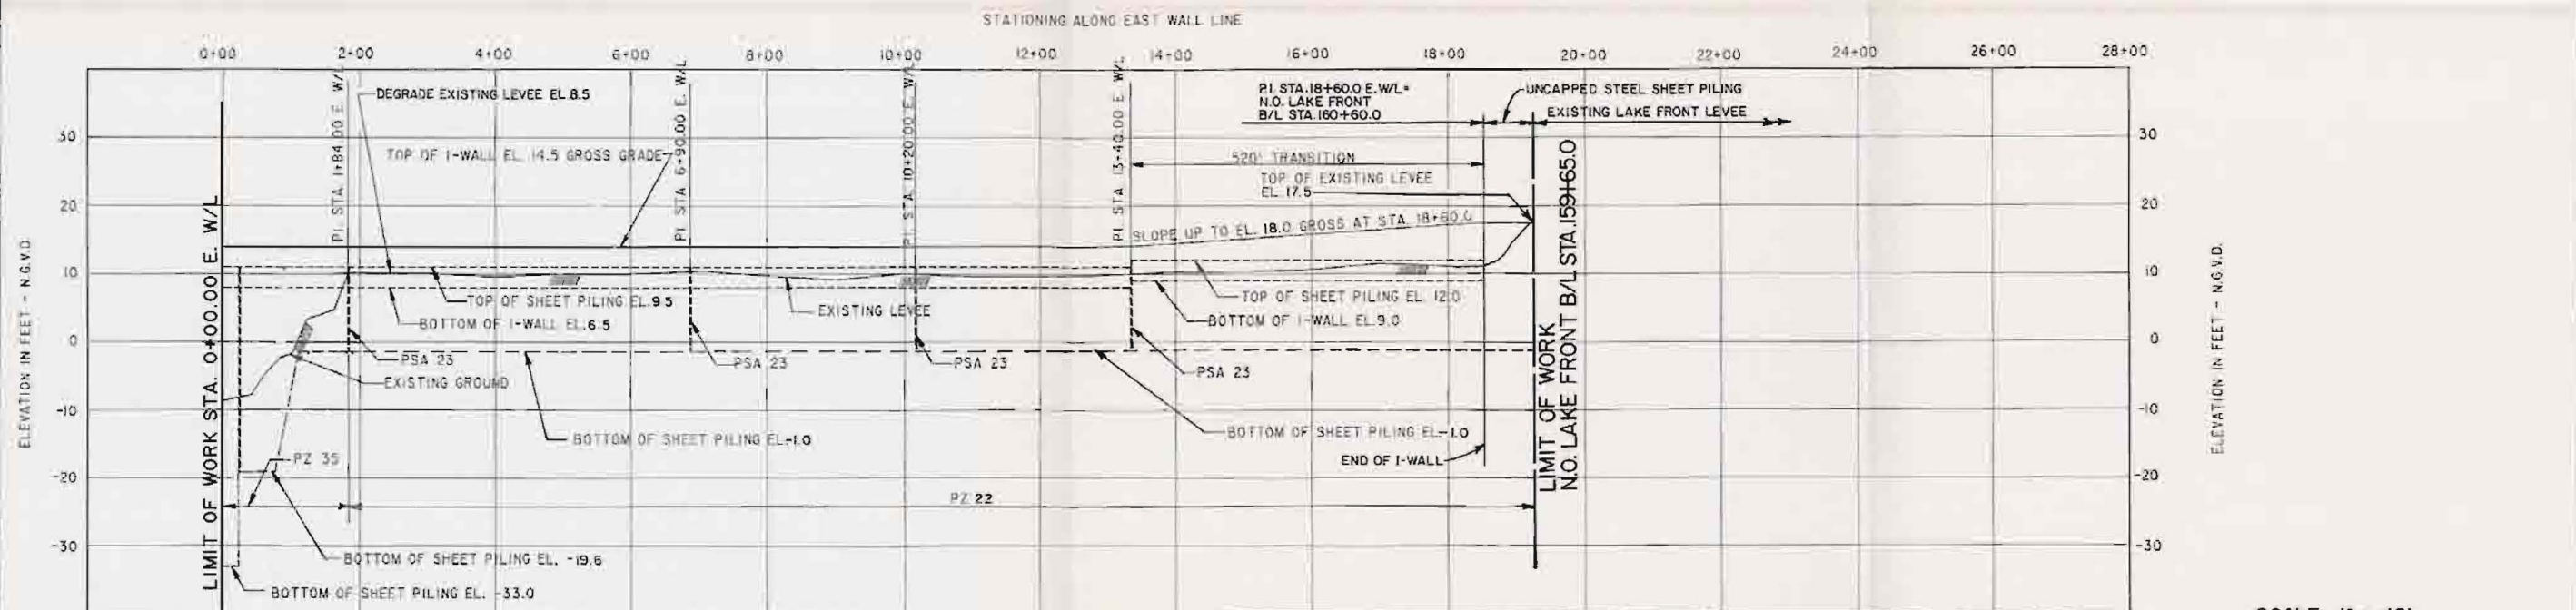 STATIONING ALONG EAST WALL LINE
0+00 2+00 4+00 6+00 8+00 10+00 12+00 14+00 16+00 18+00 20+00 22+00 24+00 26+00 28+00
DEGRADE EXISTING LEVEE EL.8.5
P.I. STA.18+60.0 E.W/L=
N.O. LAKE FRONT
B/L STA.160+60.0
UNCAPPED STEEL SHEET PILING
EXISTING LAKE FRONT LEVEE
30
30
TOP OF I-WALL EL. 14.5 GROSS GRADE
520' TRANSITION
TOP OF EXISTING LEVEE
EL. 17.5
20
20
SLOPE UP TO EL. 18.0 GROSS AT STA. 18+60.0
P.I. STA. 1+84.00 E. W/L
P.I. STA. 6+90.00 E. W/L
P.I. STA. 10+20.00 E. W/L
P.I. STA. 13+40.00 E. W/L
10
10
TOP OF SHEET PILING EL.9.5
EXISTING LEVEE
TOP OF SHEET PILING EL. 12.0
BOTTOM OF I-WALL EL.6.5
BOTTOM OF I-WALL EL.9.0
0
0
PSA 23
PSA 23
PSA 23
PSA 23
EXISTING GROUND
-10
-10
BOTTOM OF SHEET PILING EL.-1.0
BOTTOM OF SHEET PILING EL.-1.0
PZ 35
END OF I-WALL
-20
-20
PZ 22
-30
-30
BOTTOM OF SHEET PILING EL. -19.6
BOTTOM OF SHEET PILING EL. -33.0
LIMIT OF WORK STA. 0+00.00 E. W/L
LIMIT OF WORK
N.O. LAKE FRONT B/L STA.159+65.0
ELEVATION IN FEET - N.G.V.D.
ELEVATION IN FEET - N.G.V.D.